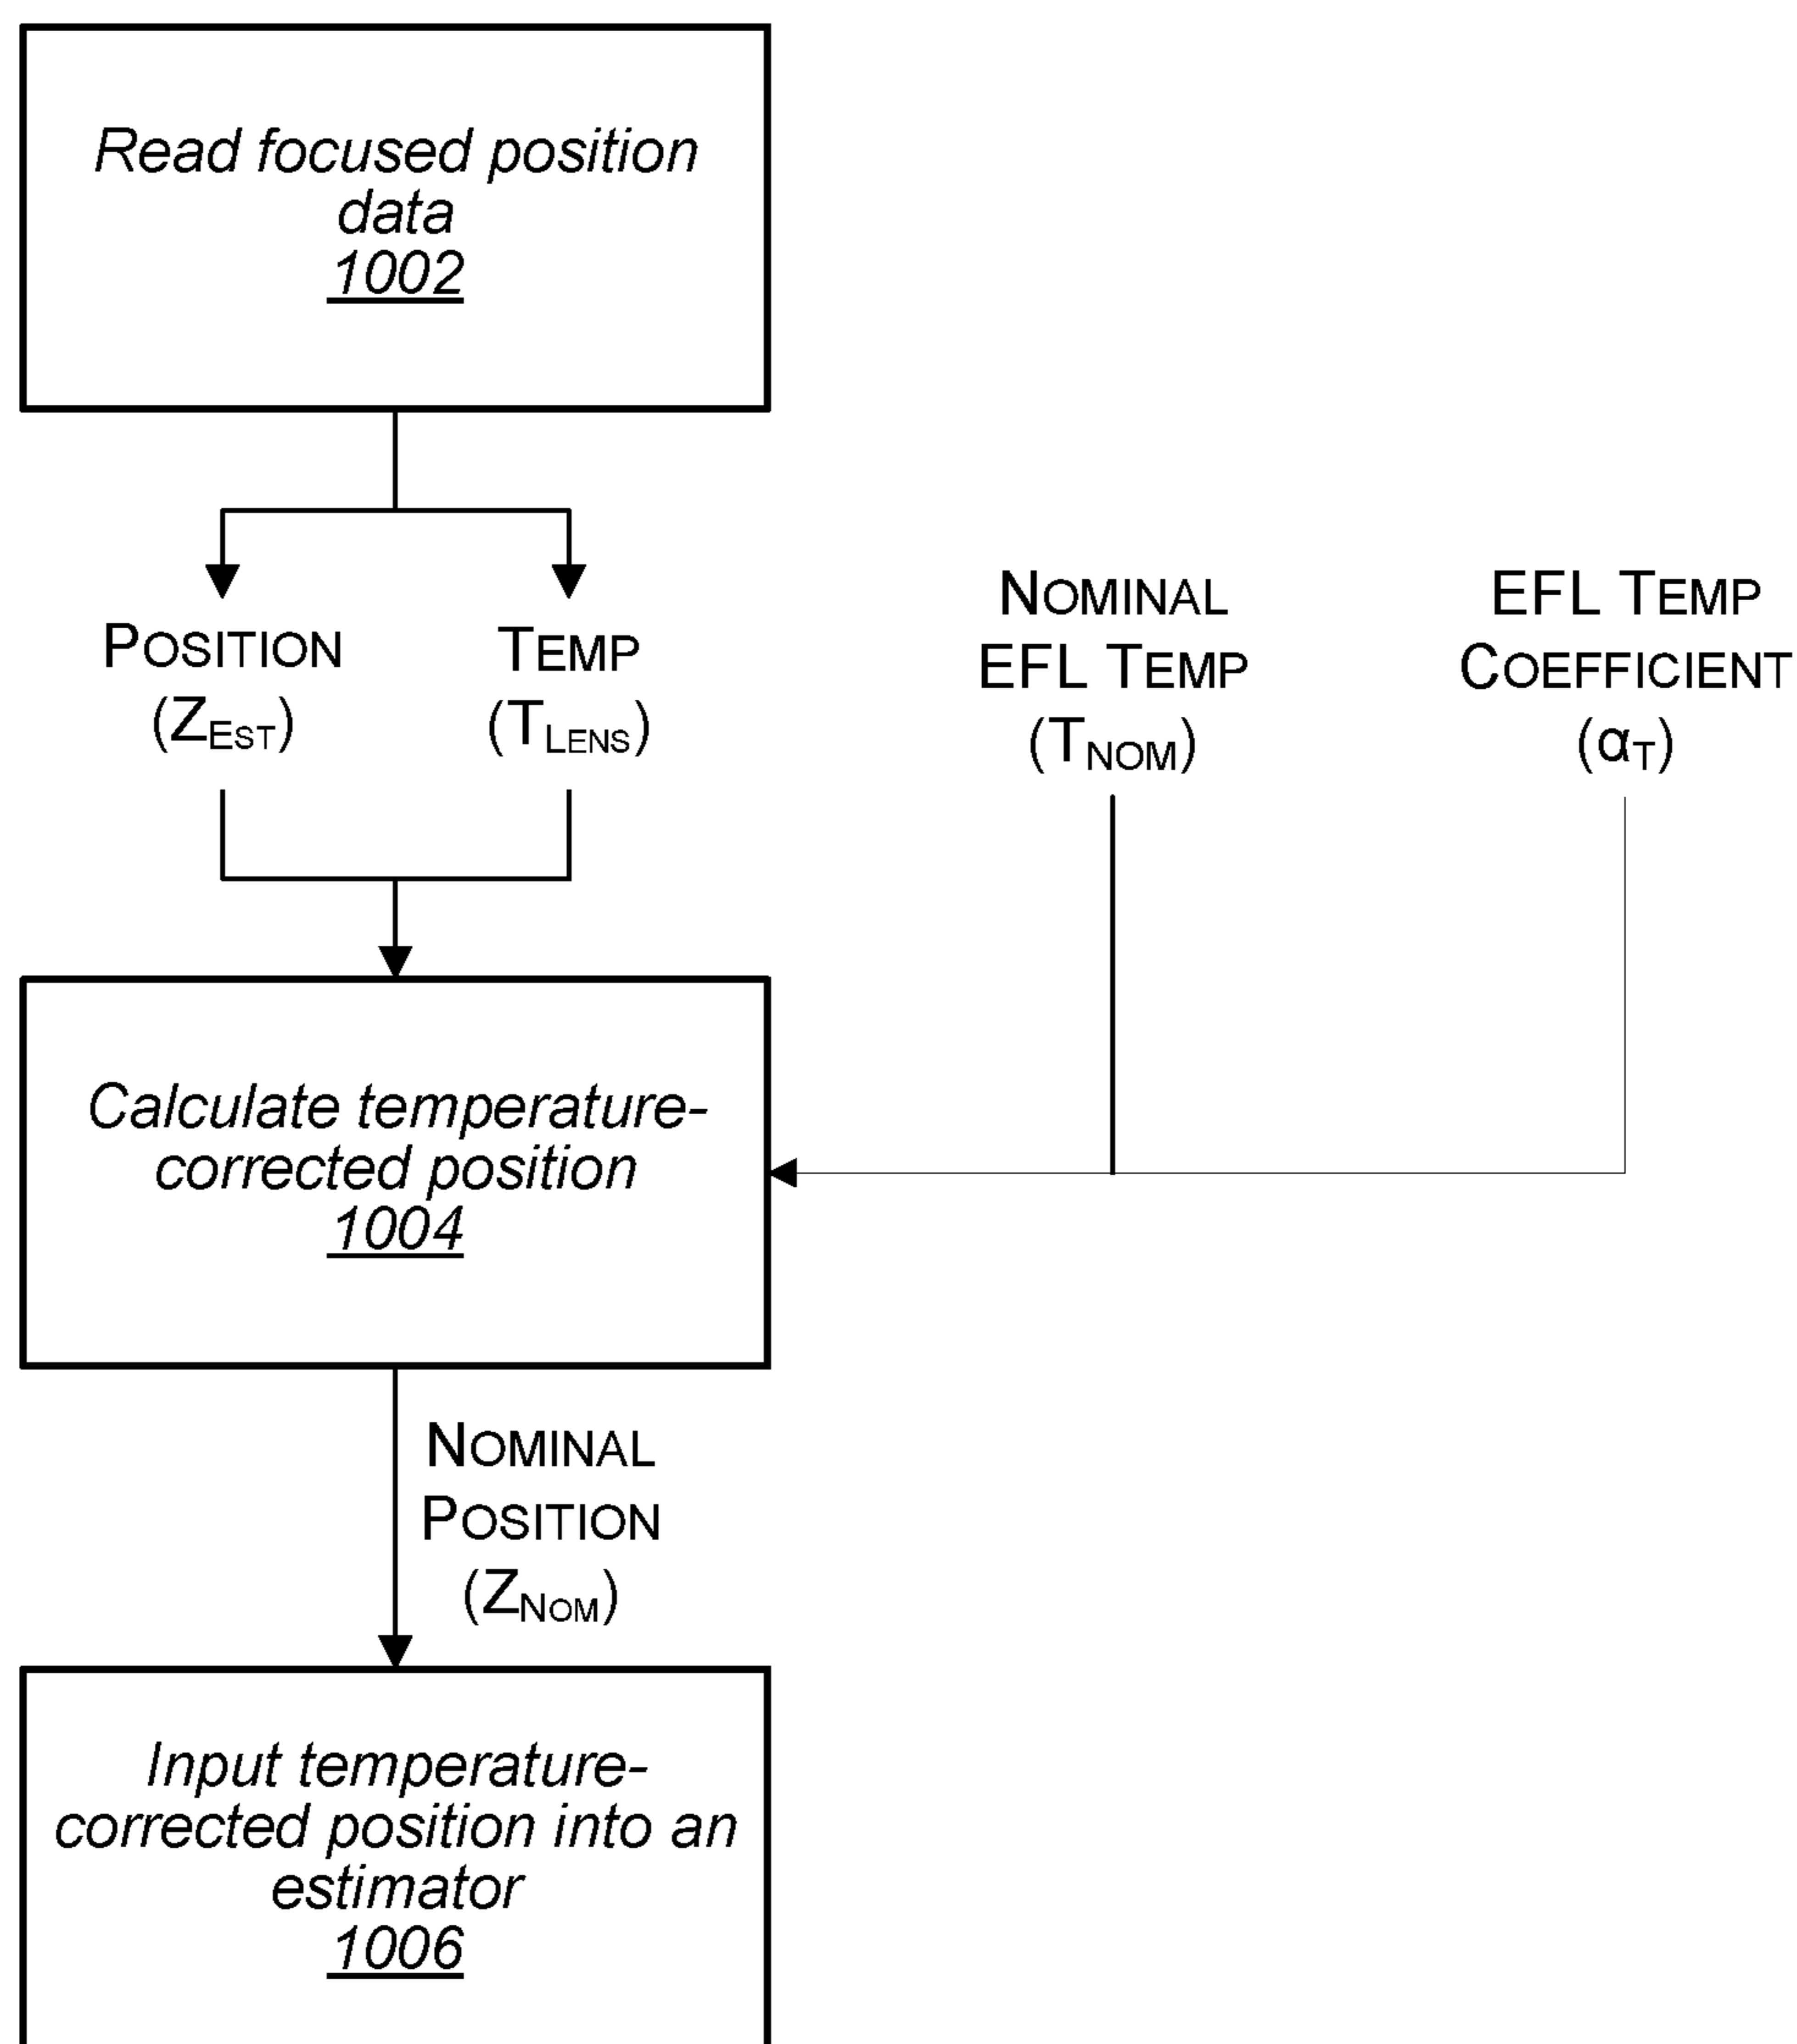 Read focused position
data
1002
POSITION
(ZEST)
TEMP
(TLENS)
NOMINAL
EFL TEMP
(TNOM)
EFL TEMP
COEFFICIENT
(αT)
Calculate temperature-
corrected position
1004
NOMINAL
POSITION
(ZNOM)
Input temperature-
corrected position into an
estimator
1006